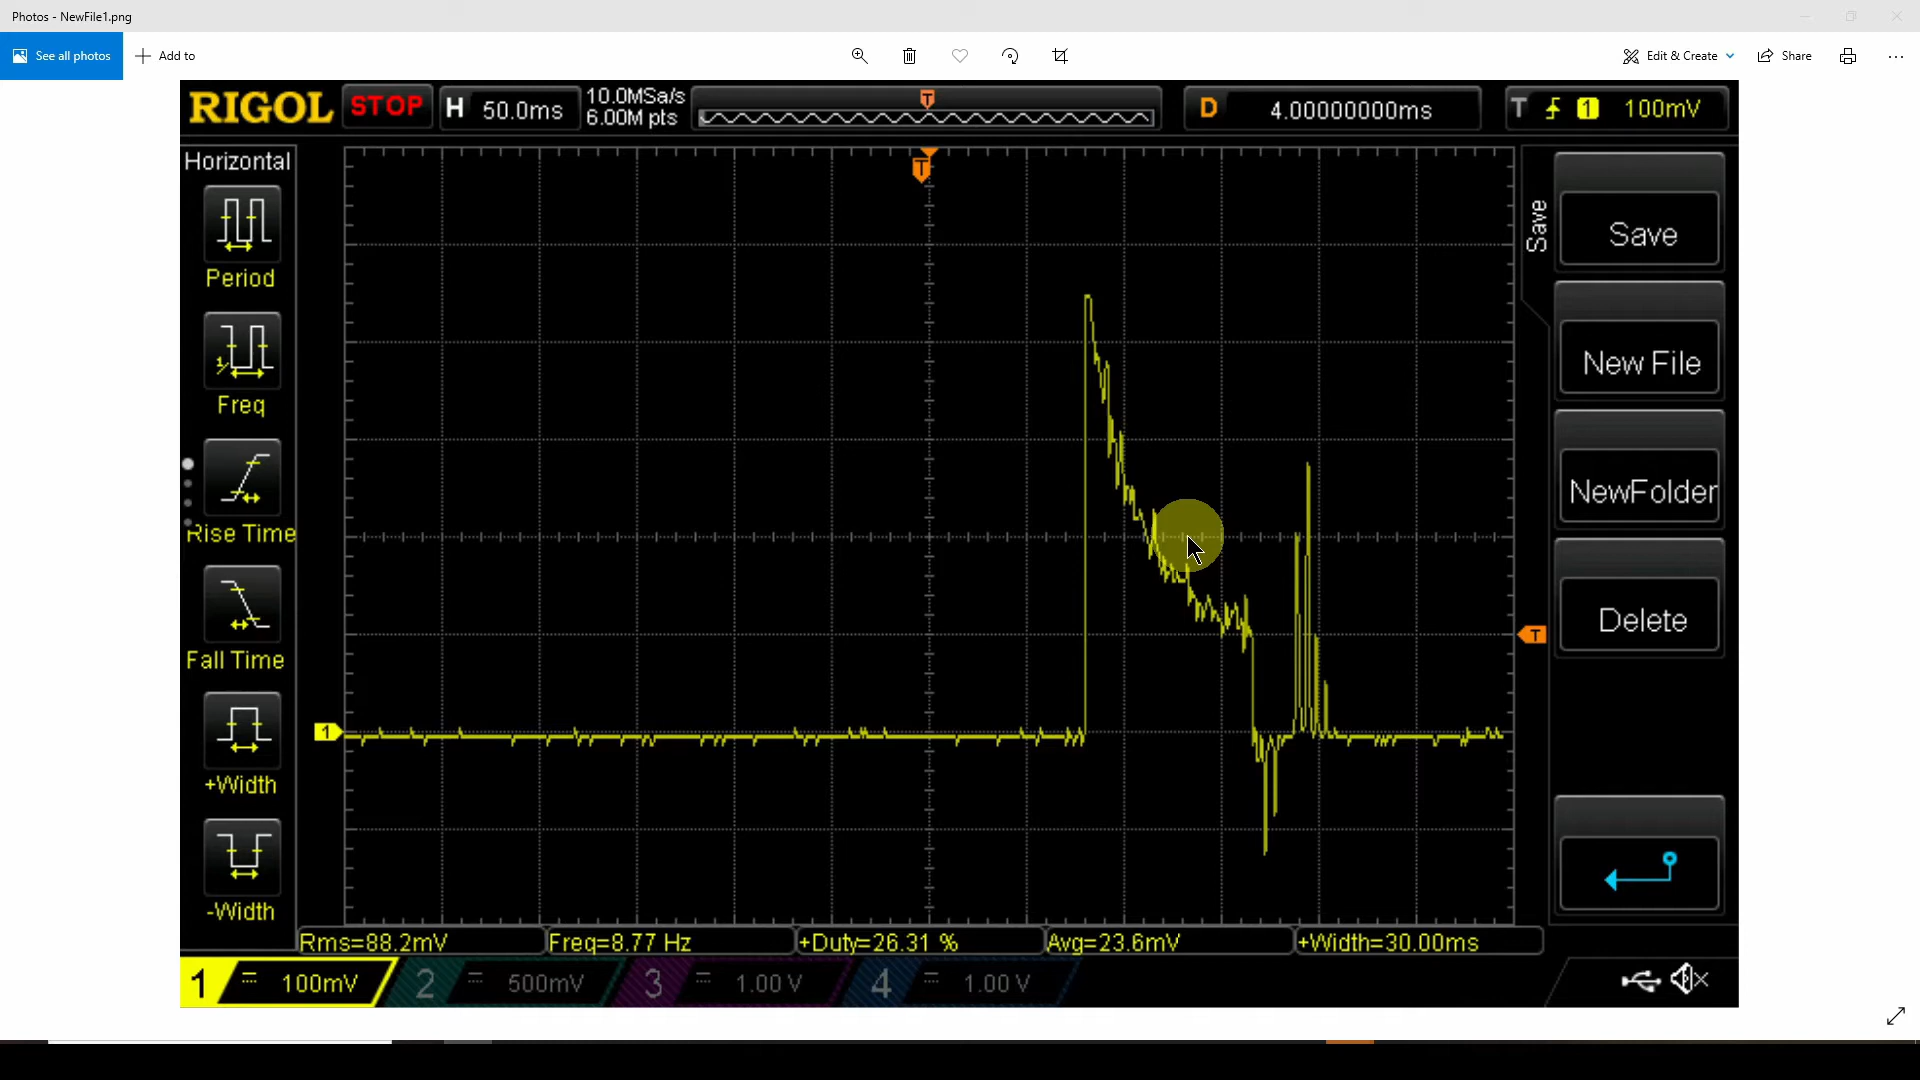 Photos - NewFile1.png
See all photos
Add to
Edit & Create
Share
RIGOL STOP H 50.0ms 10.0MSa/s 6.00M pts T D 4.00000000ms T 1 100mV
Horizontal
T
Save
Save
Period
New File
Freq
NewFolder
Rise Time
Delete
T
Fall Time
1
+Width
-Width
Rms=88.2mV Freq=8.77 Hz +Duty=26.31 % Avg=23.6mV +Width=30.00ms
1 100mV 2 500mV 3 1.00 V 4 1.00 V